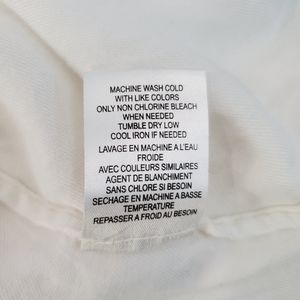 MACHINE WASH COLD
WITH LIKE COLORS
ONLY NON CHLORINE BLEACH
WHEN NEEDED
TUMBLE DRY LOW
COOL IRON IF NEEDED
LAVAGE EN MACHINE A L'EAU
FROIDE
AVEC COULEURS SIMILAIRES
AGENT DE BLANCHIMENT
SANS CHLORE SI BESOIN
SECHAGE EN MACHINE A BASSE
TEMPERATURE
REPASSER A FROID AU BESOIN